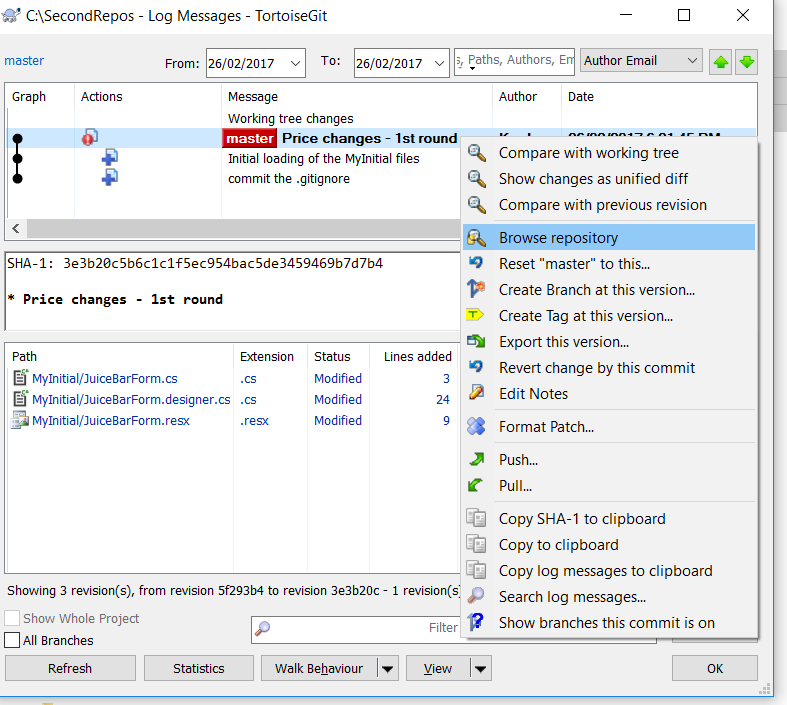 C:\SecondRepos - Log Messages - TortoiseGit
master From: 26/02/2017 To: 26/02/2017 Paths, Authors, Em Author Email
Graph Actions Message Author Date
Working tree changes
master Price changes - 1st round
Initial loading of the MyInitial files
commit the .gitignore
SHA-1: 3e3b20c5b6c1c1f5ec954bac5de3459469b7d7b4
* Price changes - 1st round
Path Extension Status Lines added
MyInitial/JuiceBarForm.cs .cs Modified 3
MyInitial/JuiceBarForm.designer.cs .cs Modified 24
MyInitial/JuiceBarForm.resx .resx Modified 9
Compare with working tree
Show changes as unified diff
Compare with previous revision
Browse repository
Reset "master" to this...
Create Branch at this version...
Create Tag at this version...
Export this version...
Revert change by this commit
Edit Notes
Format Patch...
Push...
Pull...
Copy SHA-1 to clipboard
Copy to clipboard
Copy log messages to clipboard
Search log messages...
Show branches this commit is on
Showing 3 revision(s), from revision 5f293b4 to revision 3e3b20c - 1 revision(s)
Show Whole Project
All Branches
Filter
Refresh Statistics Walk Behaviour View OK